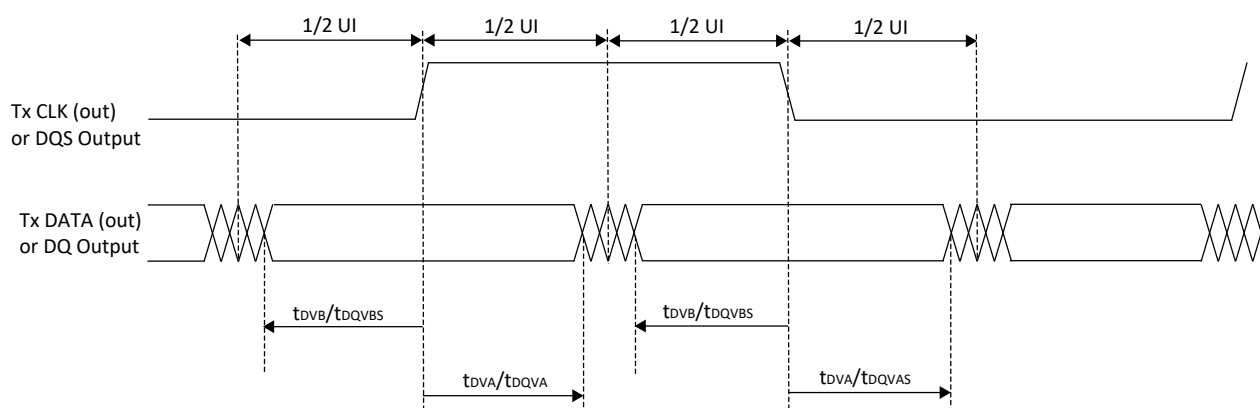 1/2 UI 1/2 UI 1/2 UI 1/2 UI
Tx CLK (out)
or DQS Output
Tx DATA (out)
or DQ Output
tDVB/tDQVBS tDVB/tDQVBS
tDVA/tDQVA tDVA/tDQVAS